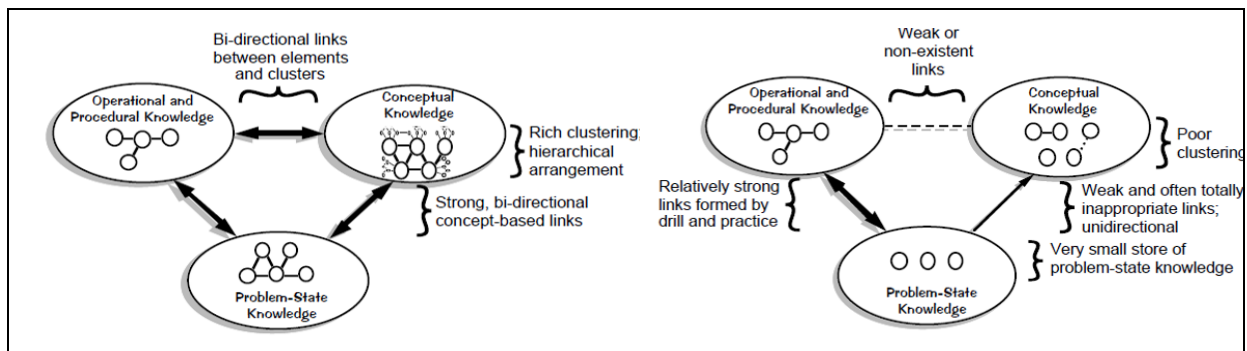 Bi-directional links
between elements
and clusters
Operational and
Procedural Knowledge
Conceptual
Knowledge
Rich clustering;
hierarchical
arrangement
Strong, bi-directional
concept-based links
Problem-State
Knowledge
Weak or
non-existent
links
Operational and
Procedural Knowledge
Conceptual
Knowledge
Poor
clustering
Relatively strong
links formed by
drill and practice
Weak and often totally
inappropriate links;
unidirectional
Very small store of
problem-state knowledge
Problem-State
Knowledge